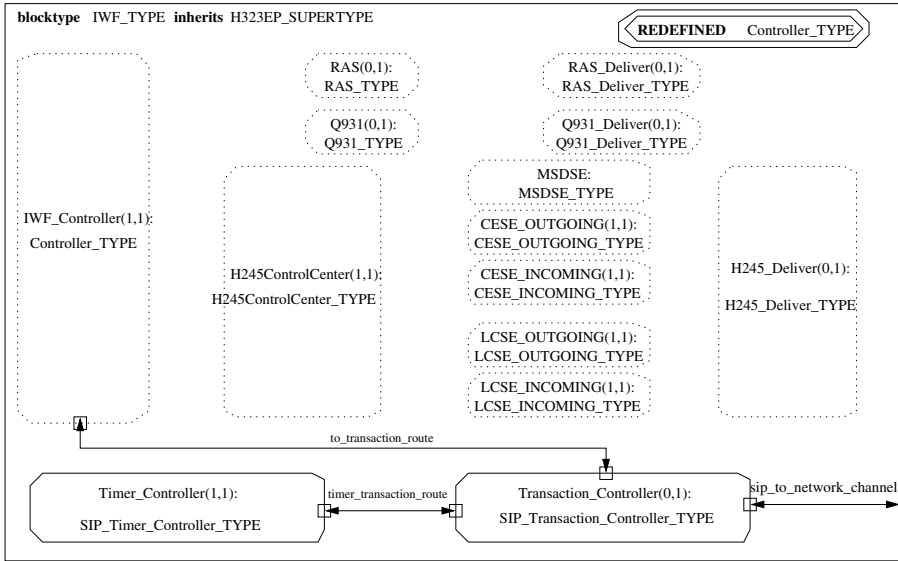 blocktype IWF_TYPE inherits H323EP_SUPERTYPE
REDEFINED Controller_TYPE
RAS(0,1):
RAS_TYPE
RAS_Deliver(0,1):
RAS_Deliver_TYPE
Q931(0,1):
Q931_TYPE
Q931_Deliver(0,1):
Q931_Deliver_TYPE
MSDSE:
MSDSE_TYPE
IWF_Controller(1,1):
Controller_TYPE
CESE_OUTGOING(1,1):
CESE_OUTGOING_TYPE
H245ControlCenter(1,1):
H245ControlCenter_TYPE
CESE_INCOMING(1,1):
CESE_INCOMING_TYPE
H245_Deliver(0,1):
H245_Deliver_TYPE
LCSE_OUTGOING(1,1):
LCSE_OUTGOING_TYPE
LCSE_INCOMING(1,1):
LCSE_INCOMING_TYPE
to_transaction_route
Timer_Controller(1,1):
SIP_Timer_Controller_TYPE
timer_transaction_route
Transaction_Controller(0,1):
SIP_Transaction_Controller_TYPE
sip_to_network_channel